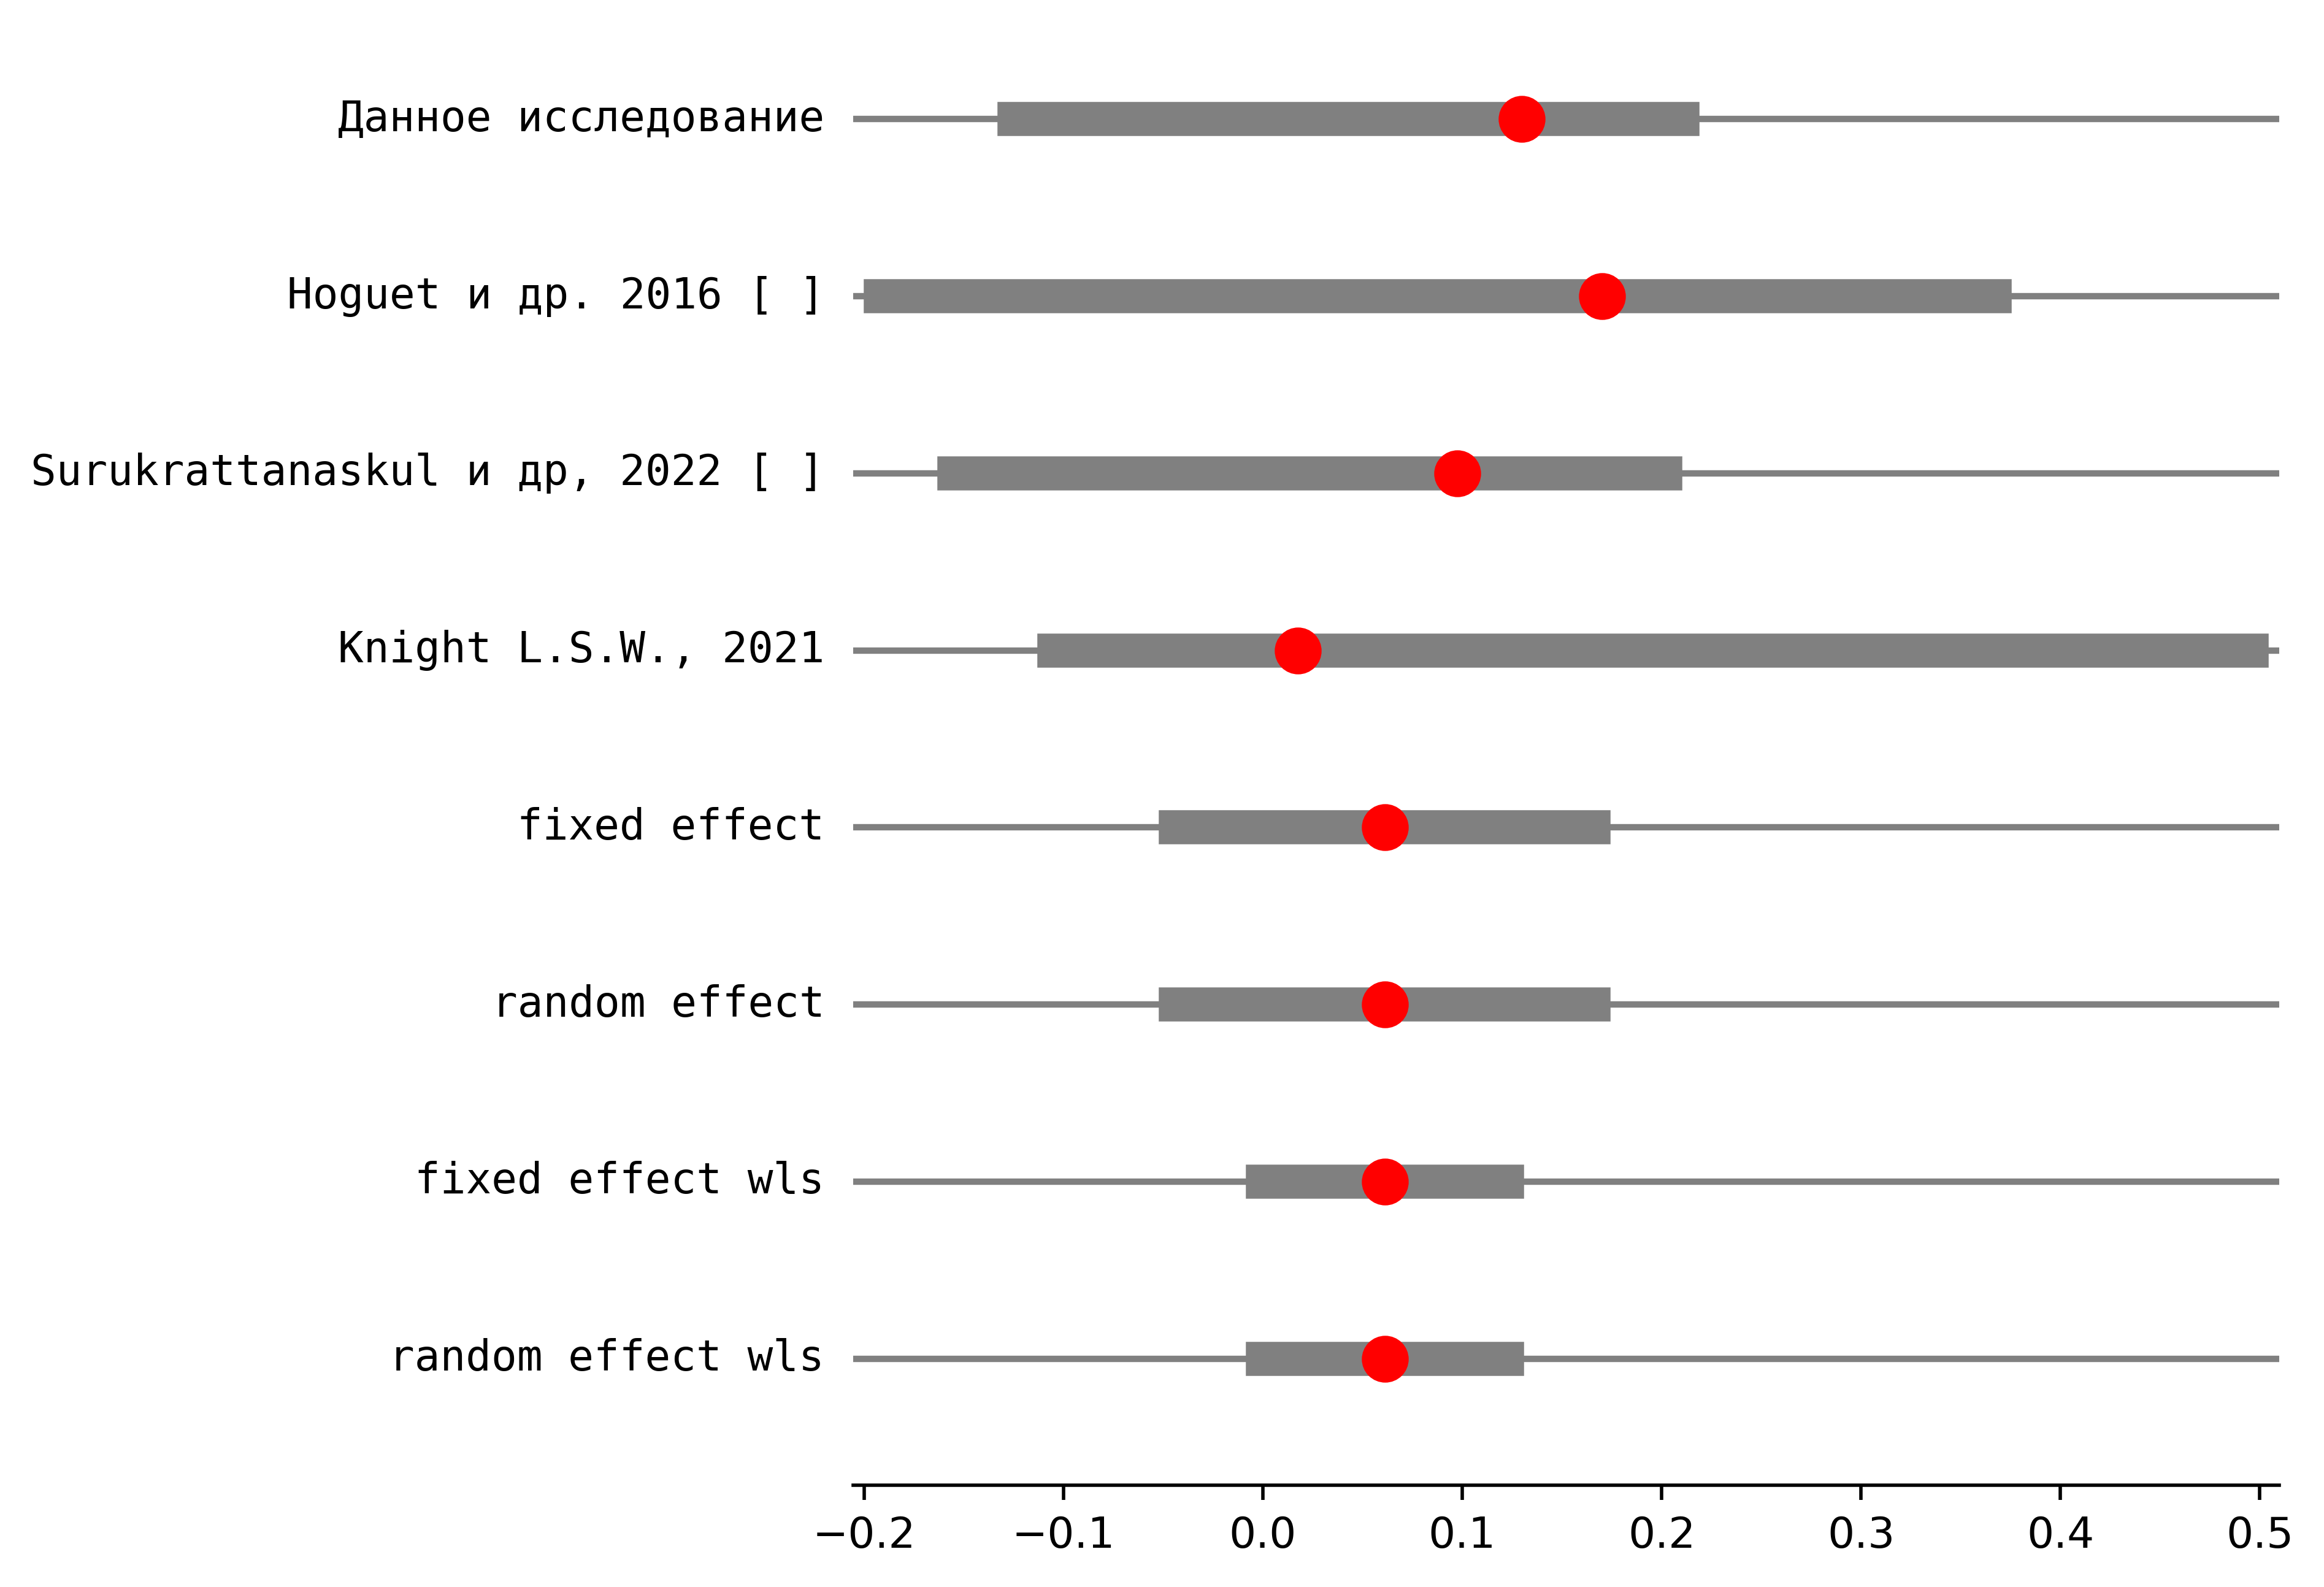 Данное исследование
Hoguet и др. 2016 [ ]
Surukrattanaskul и др, 2022 [ ]
Knight L.S.W., 2021
fixed effect
random effect
fixed effect wls
random effect wls
−0.2 −0.1 0.0 0.1 0.2 0.3 0.4 0.5